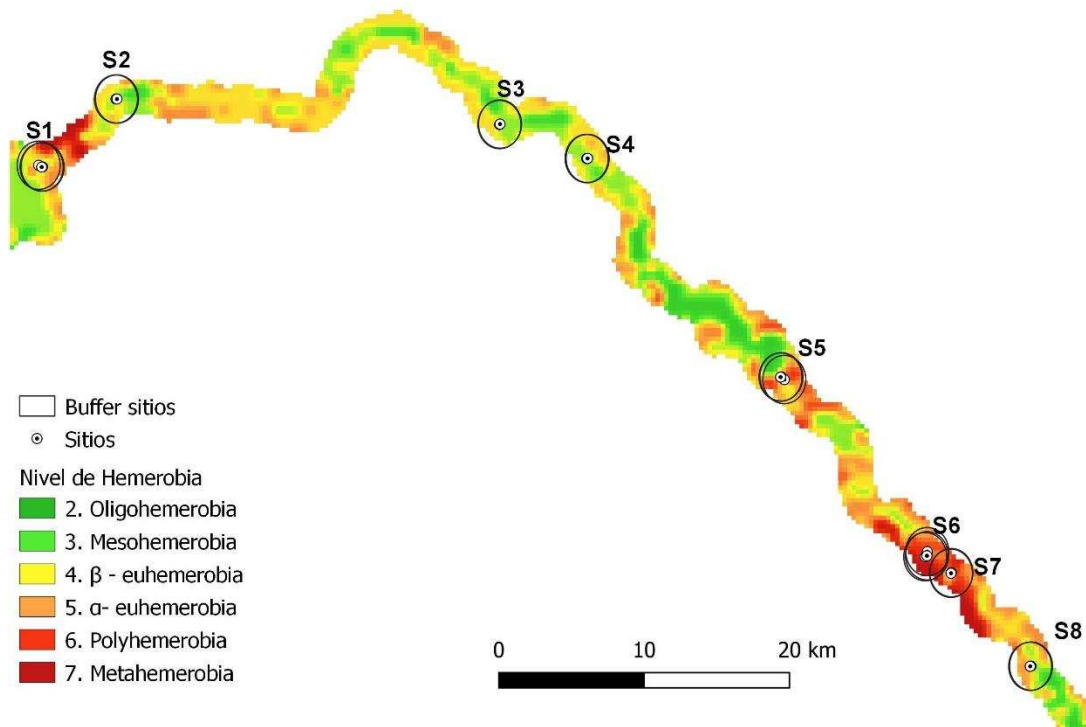 S1
S2
S3
S4
S5
S6
S7
S8
Buffer sitios
Sitios
Nivel de Hemerobia
2. Oligohemerobia
3. Mesohemerobia
4. β - euhemerobia
5. α- euhemerobia
6. Polyhemerobia
7. Metahemerobia
0 10 20 km